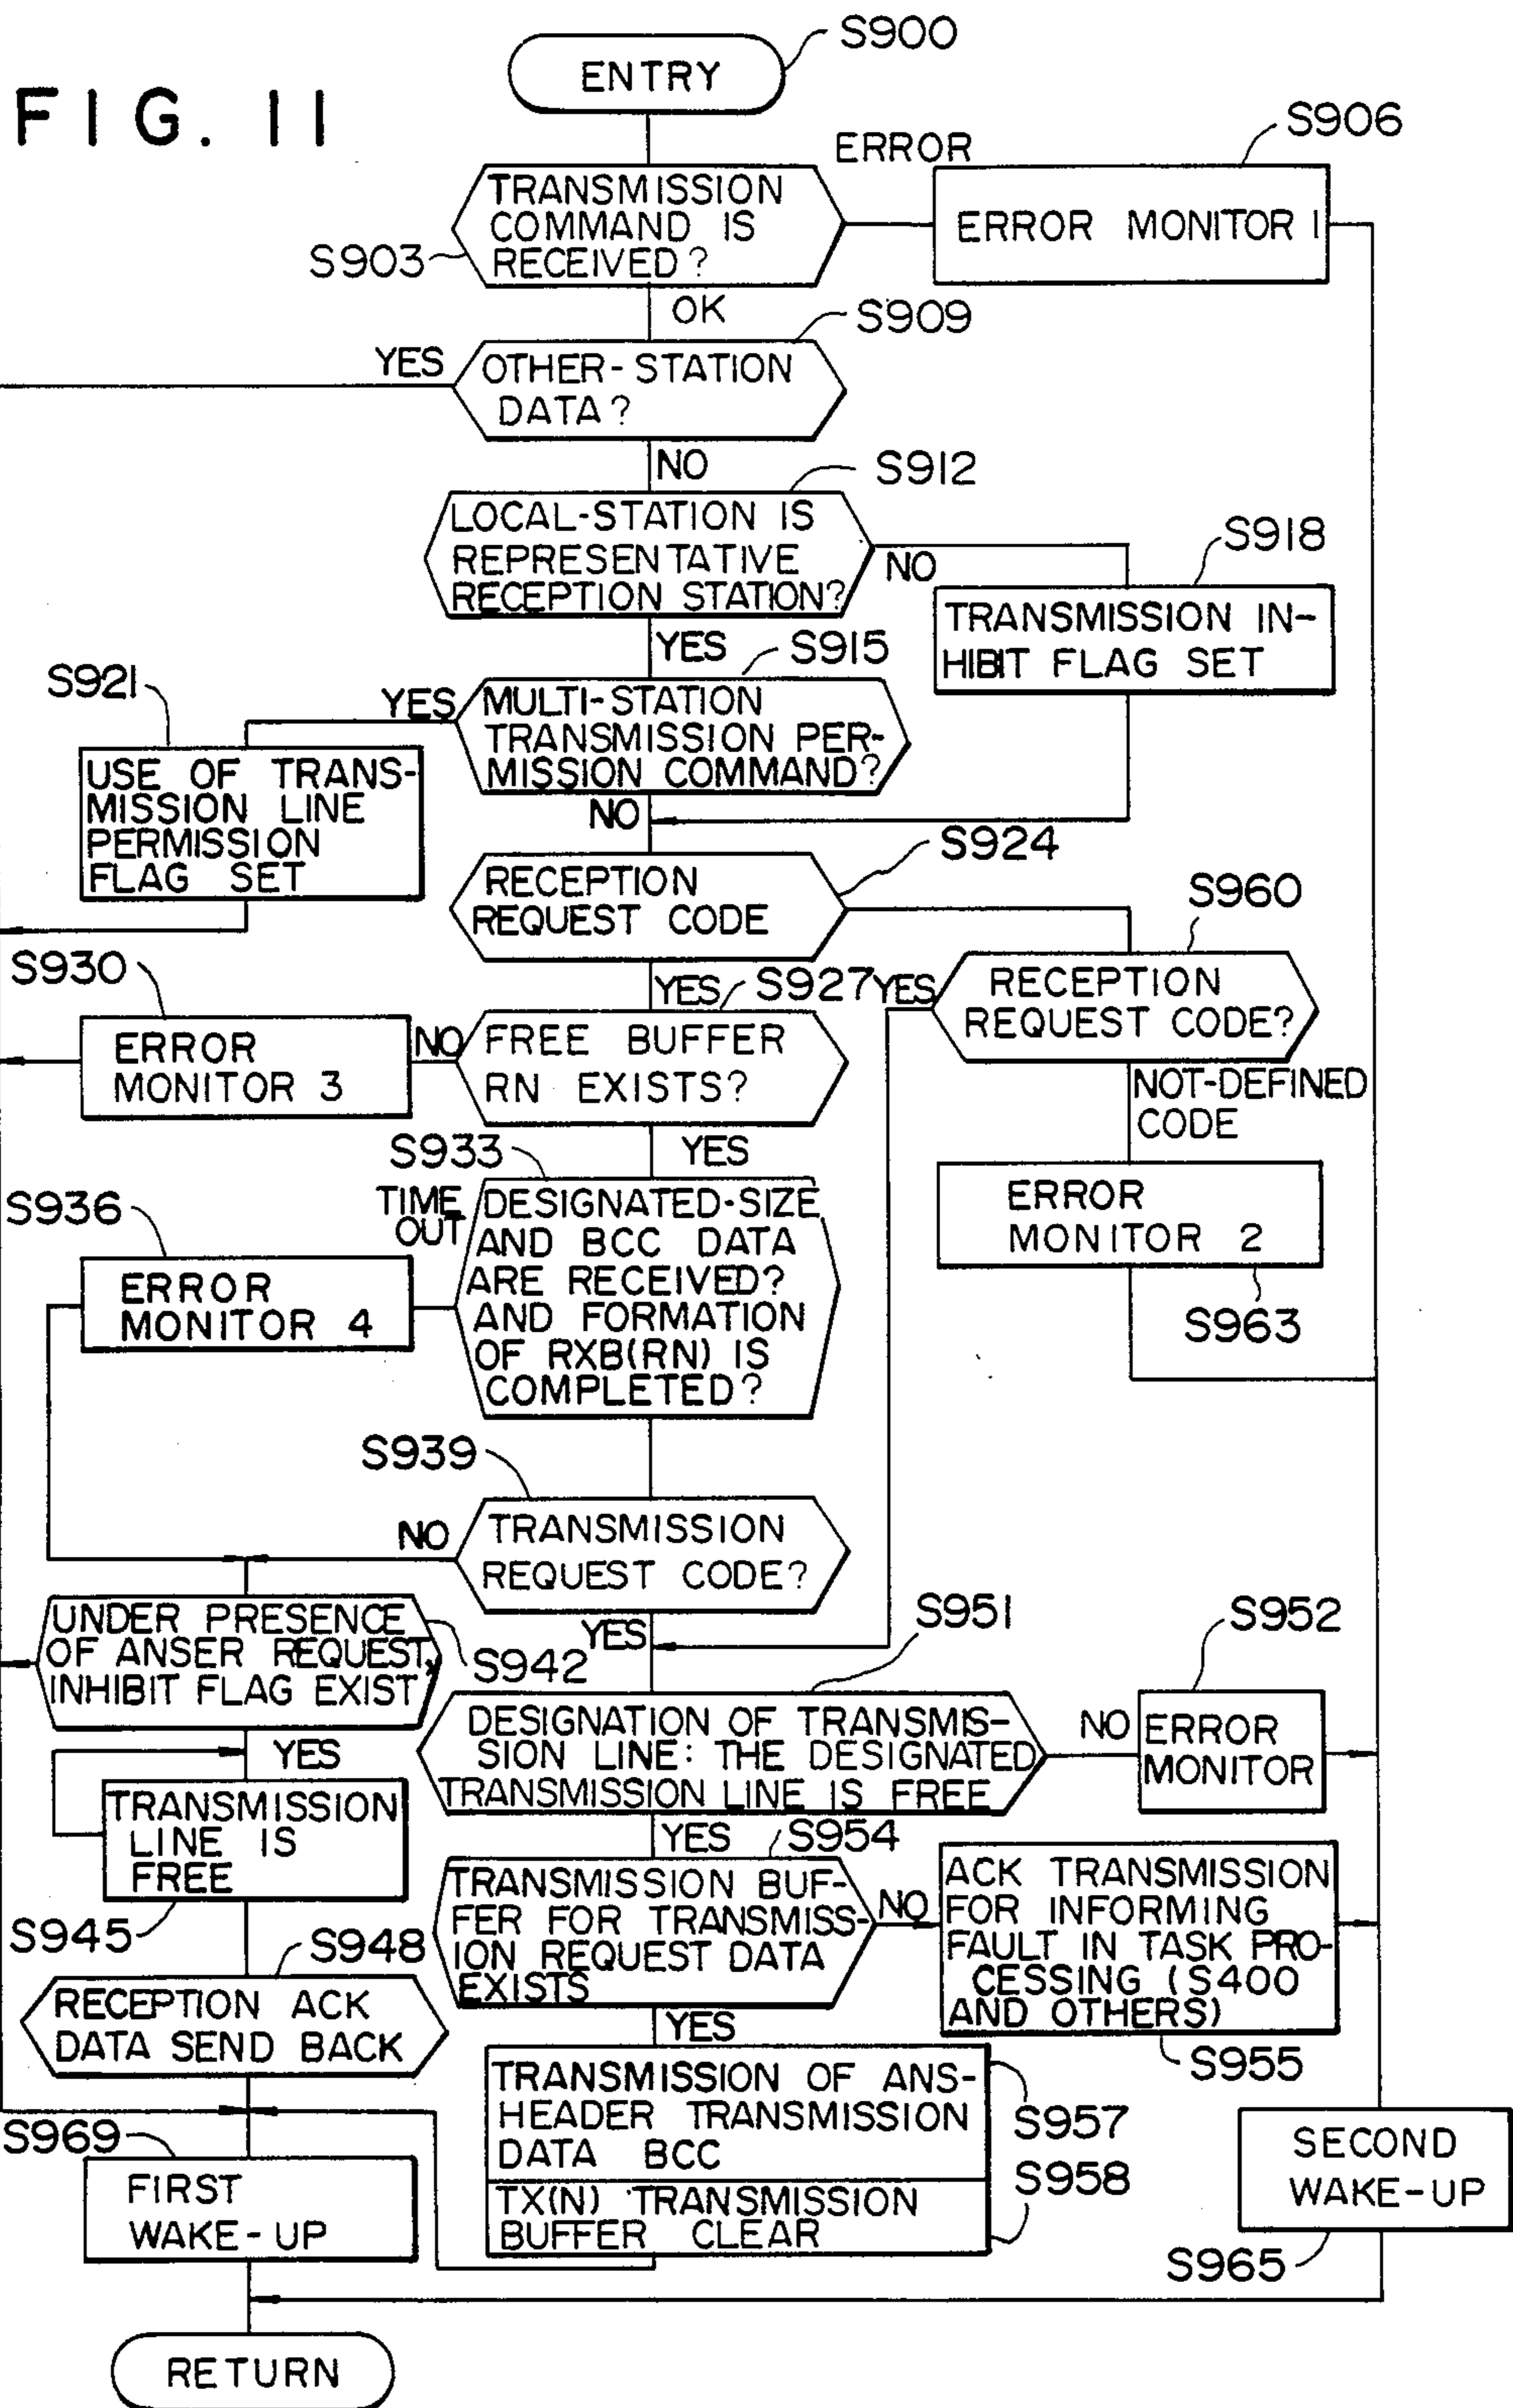 FIG. 11
S900
ENTRY
S906
ERROR
TRANSMISSION
COMMAND IS
RECEIVED?
S903
ERROR MONITOR 1
OK
S909
YES
OTHER-STATION
DATA?
NO
S912
LOCAL-STATION IS
REPRESENTATIVE
RECEPTION STATION?
NO
S918
TRANSMISSION IN-
HIBIT FLAG SET
YES
S915
S921
YES
MULTI-STATION
TRANSMISSION PER-
MISSION COMMAND?
USE OF TRANS-
MISSION LINE
PERMISSION
FLAG SET
NO
S924
RECEPTION
REQUEST CODE
S960
S930
YES
S927
YES
RECEPTION
REQUEST CODE?
ERROR
MONITOR 3
NO
FREE BUFFER
RN EXISTS?
NOT-DEFINED
CODE
S933
YES
S936
TIME
OUT
DESIGNATED-SIZE
AND BCC DATA
ARE RECEIVED?
AND FORMATION
OF RXB(RN) IS
COMPLETED?
ERROR
MONITOR 2
S963
ERROR
MONITOR 4
S939
NO
TRANSMISSION
REQUEST CODE?
UNDER PRESENCE
OF ANSER REQUEST,
INHIBIT FLAG EXIST
S942
YES
S951
S952
DESIGNATION OF TRANSMIS-
SION LINE: THE DESIGNATED
TRANSMISSION LINE IS FREE
NO
ERROR
MONITOR
YES
TRANSMISSION
LINE IS
FREE
S945
YES
S954
TRANSMISSION BUF-
FER FOR TRANSMISS-
ION REQUEST DATA
EXISTS
NO
ACK TRANSMISSION
FOR INFORMING
FAULT IN TASK PRO-
CESSING (S400
AND OTHERS)
S955
S948
RECEPTION ACK
DATA SEND BACK
YES
TRANSMISSION OF ANS-
HEADER TRANSMISSION
DATA BCC
S957
S958
TX(N) TRANSMISSION
BUFFER CLEAR
S969
FIRST
WAKE-UP
SECOND
WAKE-UP
S965
RETURN